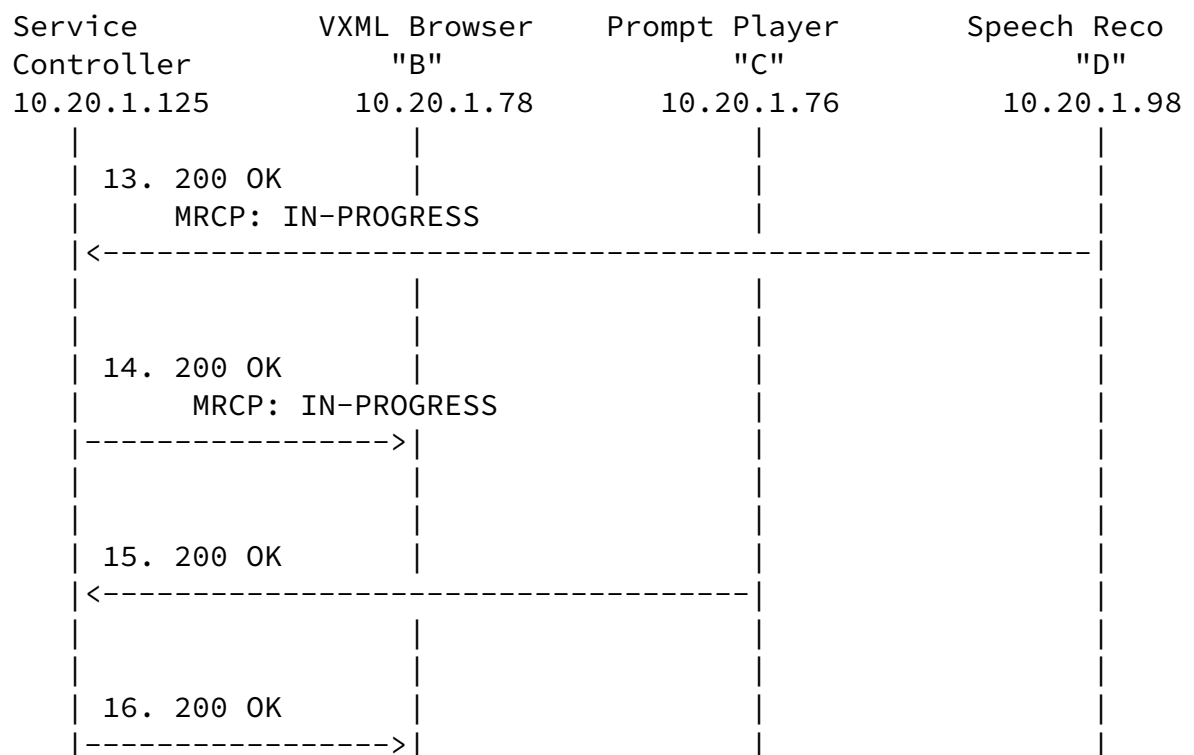 Service          VXML Browser    Prompt Player       Speech Reco
Controller           "B"                "C"                "D"
10.20.1.125        10.20.1.78       10.20.1.76         10.20.1.98
13. 200 OK
MRCP: IN-PROGRESS
14. 200 OK
MRCP: IN-PROGRESS
15. 200 OK
16. 200 OK